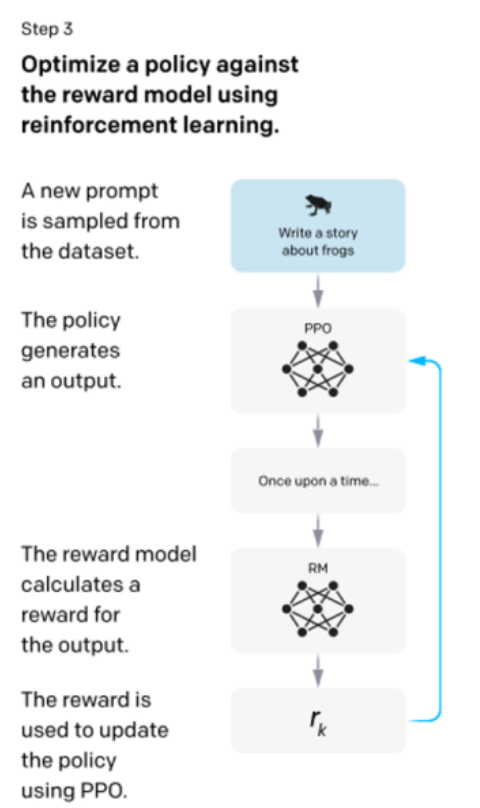 Step 3
Optimize a policy against
the reward model using
reinforcement learning.
A new prompt
is sampled from
the dataset.
Write a story
about frogs
The policy
generates
an output.
PPO
Once upon a time...
The reward model
calculates a
reward for
the output.
RM
The reward is
used to update
the policy
using PPO.
r_k